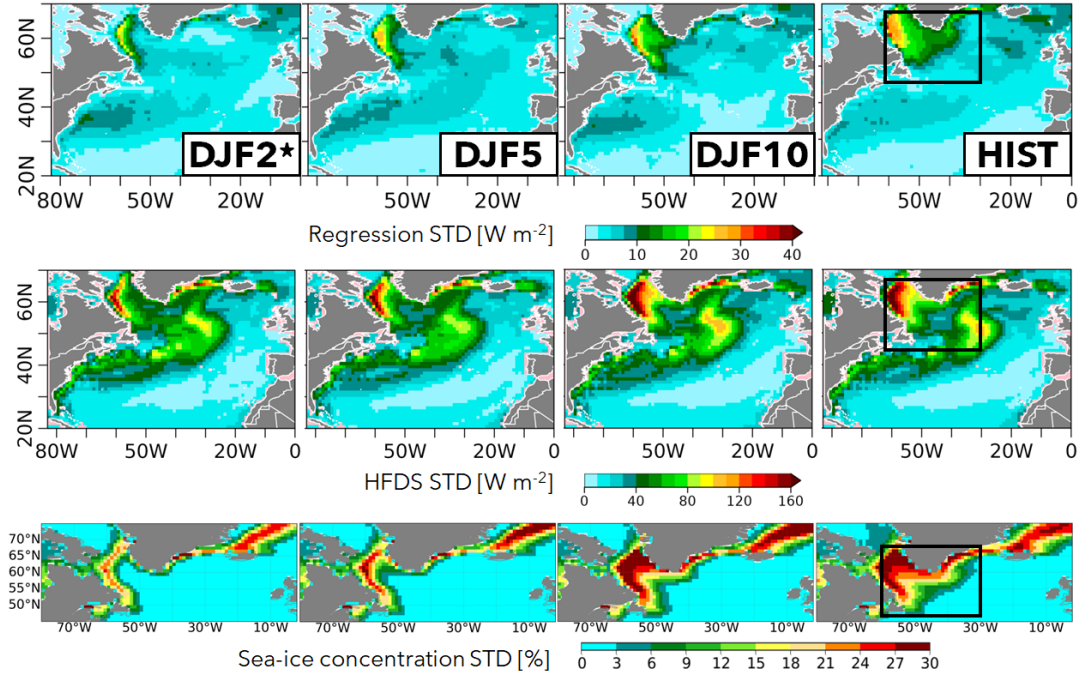 60N
40N
20N
DJF2*
DJF5
DJF10
HIST
80W 50W 20W 50W 20W 50W 20W 50W 20W 0
Regression STD [W m-2]
0 10 20 30 40
60N
40N
20N
80W 50W 20W 0 50W 20W 0 50W 20W 0 50W 20W 0
HFDS STD [W m-2]
0 40 80 120 160
70°N
65°N
60°N
55°N
50°N
70°W 50°W 30°W 10°W 70°W 50°W 30°W 10°W 70°W 50°W 30°W 10°W 70°W 50°W 30°W 10°W
Sea-ice concentration STD [%]
0 3 6 9 12 15 18 21 24 27 30